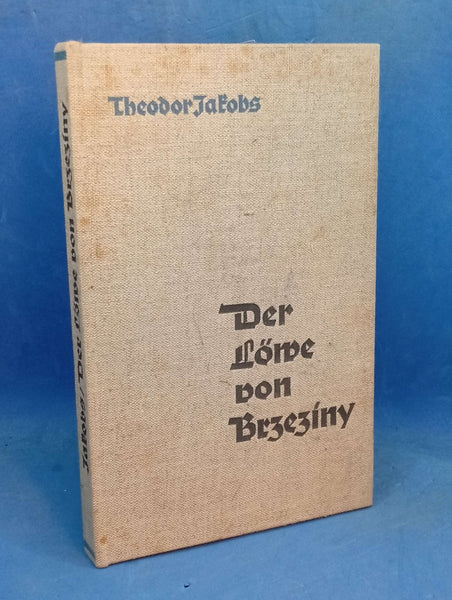 Theodor Jakobs
Der
Löwe
von
Brzeziny
Jakobs Der Löwe von Brzeziny